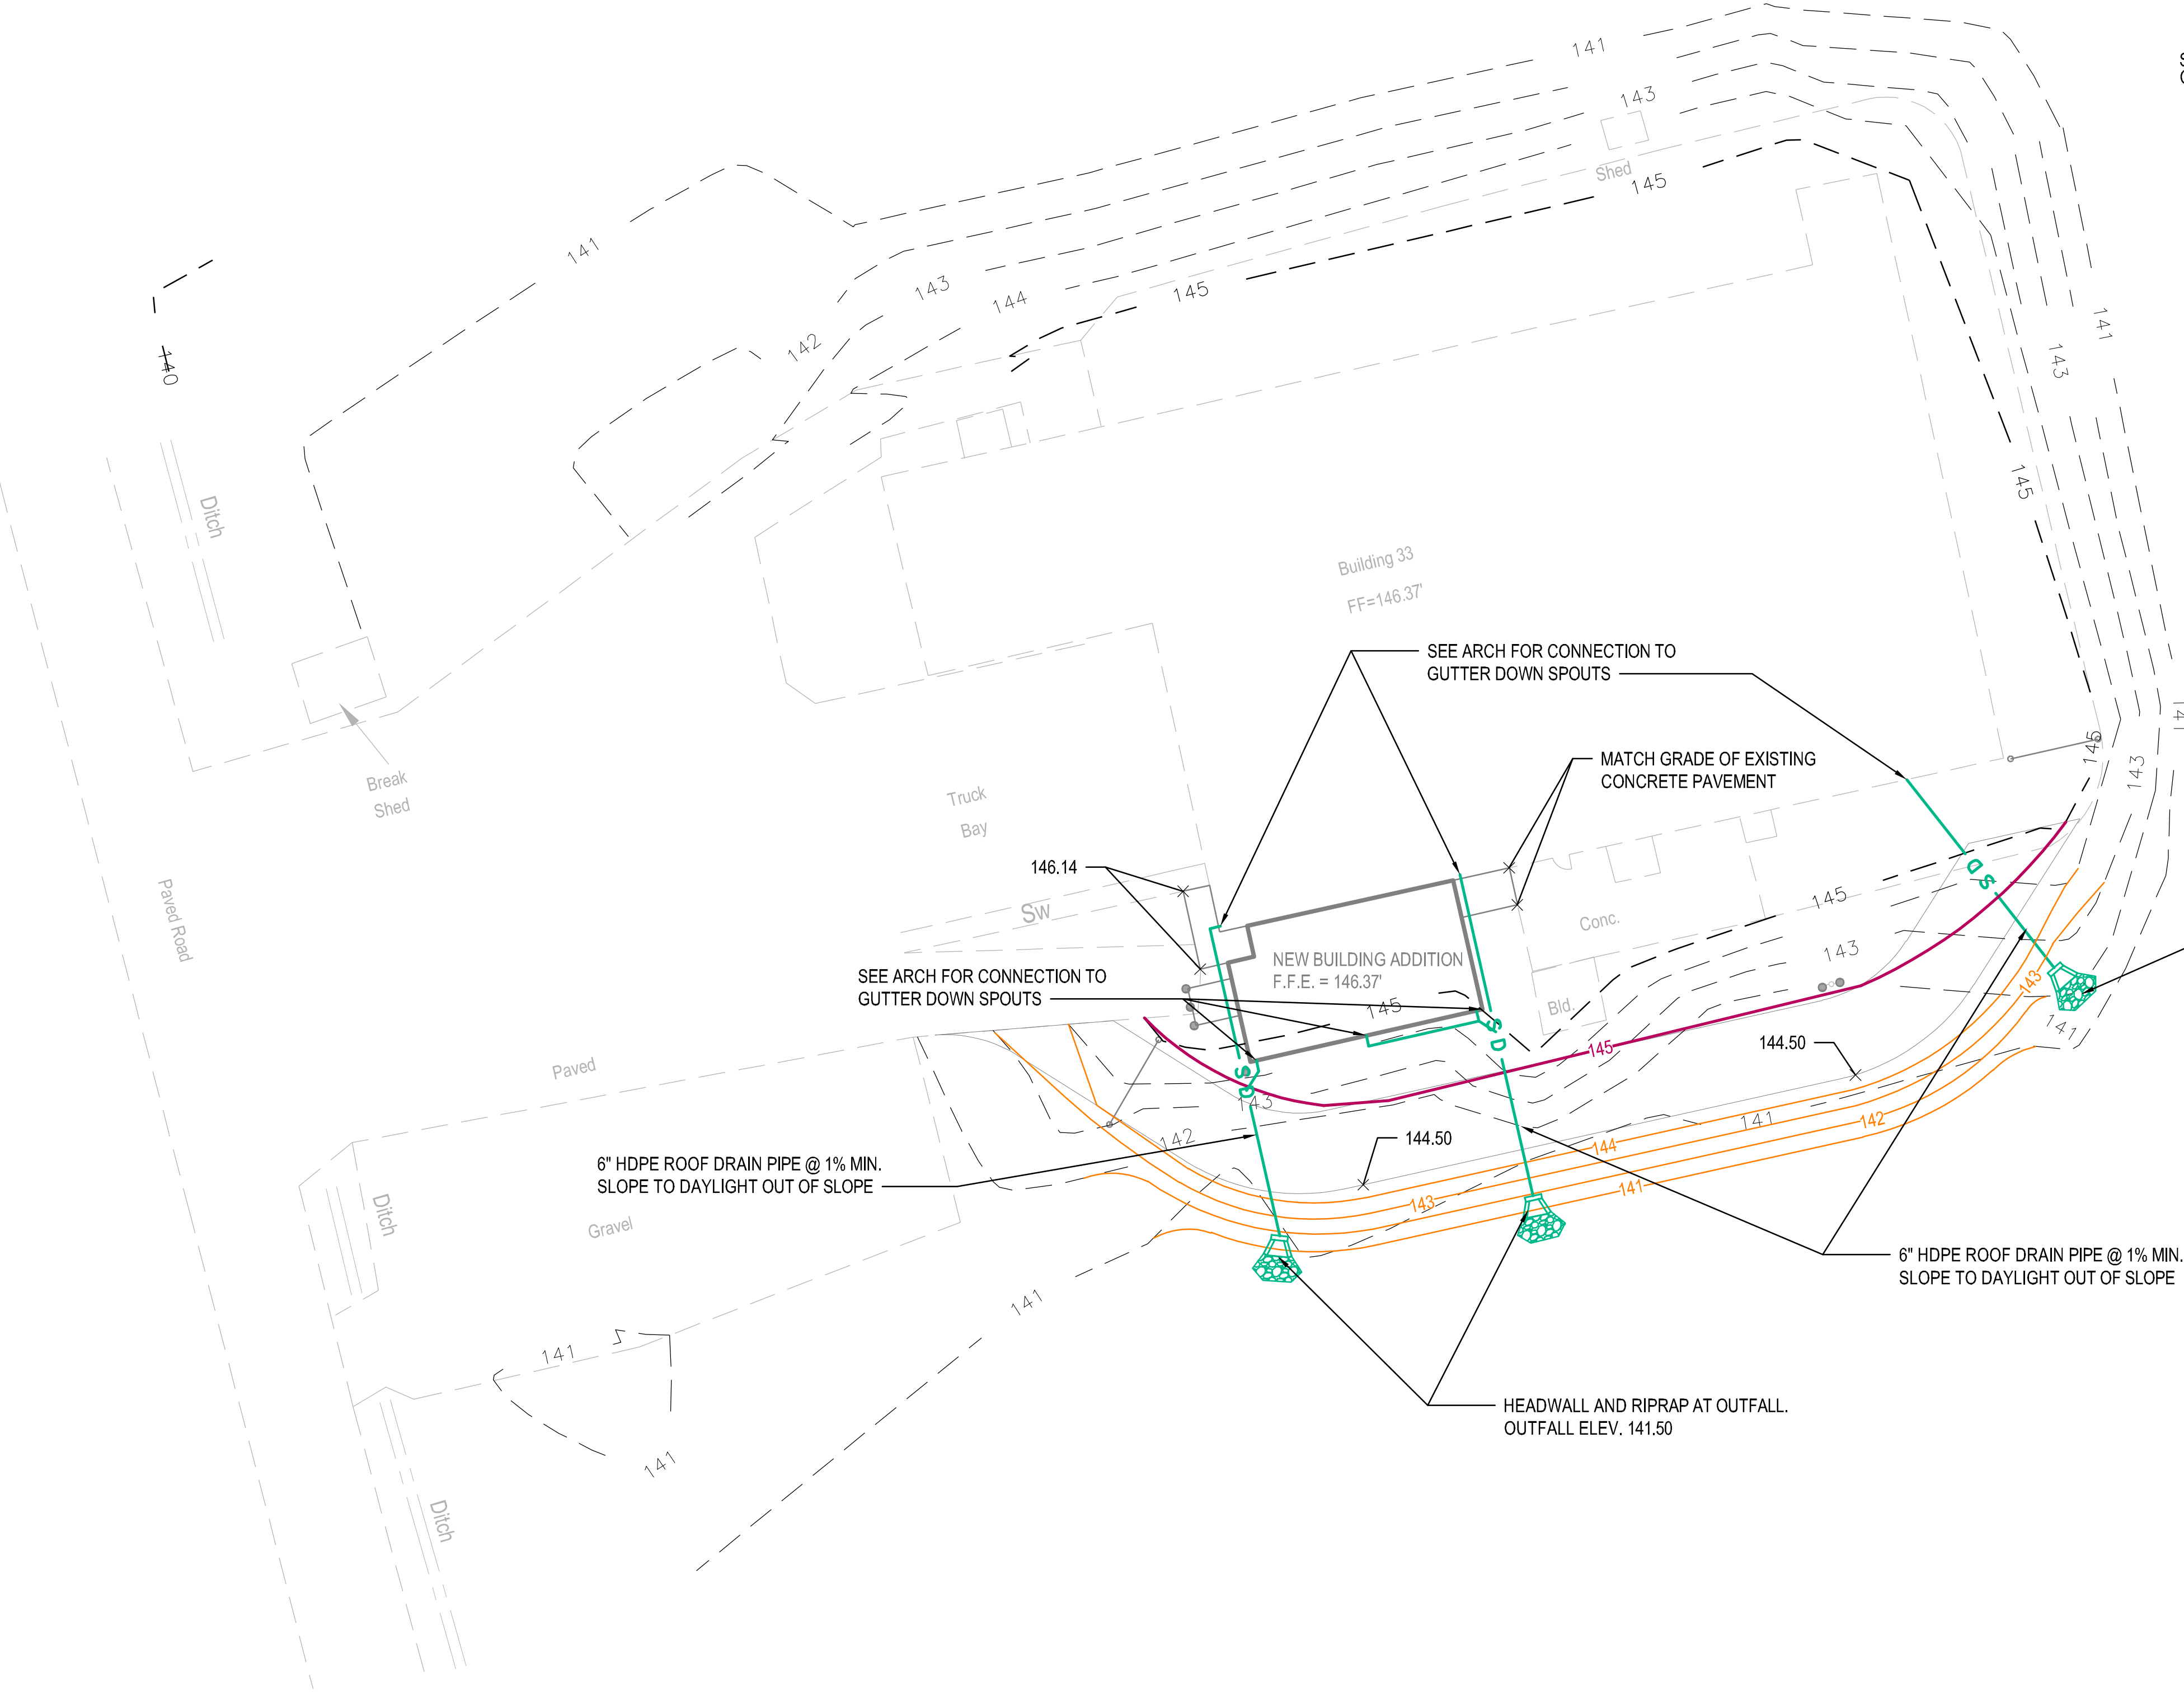 141
143
Shed
145
141
143
144
145
142
140
141
143
145
Ditch
Building 33
FF=146.37'
SEE ARCH FOR CONNECTION TO
GUTTER DOWN SPOUTS
141
145
143
MATCH GRADE OF EXISTING
CONCRETE PAVEMENT
Break
Shed
Truck
Bay
146.14
Paved Road
Sw
SD
145
Conc.
143
NEW BUILDING ADDITION
F.F.E. = 146.37'
SEE ARCH FOR CONNECTION TO
GUTTER DOWN SPOUTS
145
Bld.
143
141
SD
145
144.50
Paved
SD
143
142
144.50
141
142
144
143
141
6" HDPE ROOF DRAIN PIPE @ 1% MIN.
SLOPE TO DAYLIGHT OUT OF SLOPE
Ditch
Gravel
6" HDPE ROOF DRAIN PIPE @ 1% MIN.
SLOPE TO DAYLIGHT OUT OF SLOPE
141
141
HEADWALL AND RIPRAP AT OUTFALL.
OUTFALL ELEV. 141.50
141
Ditch